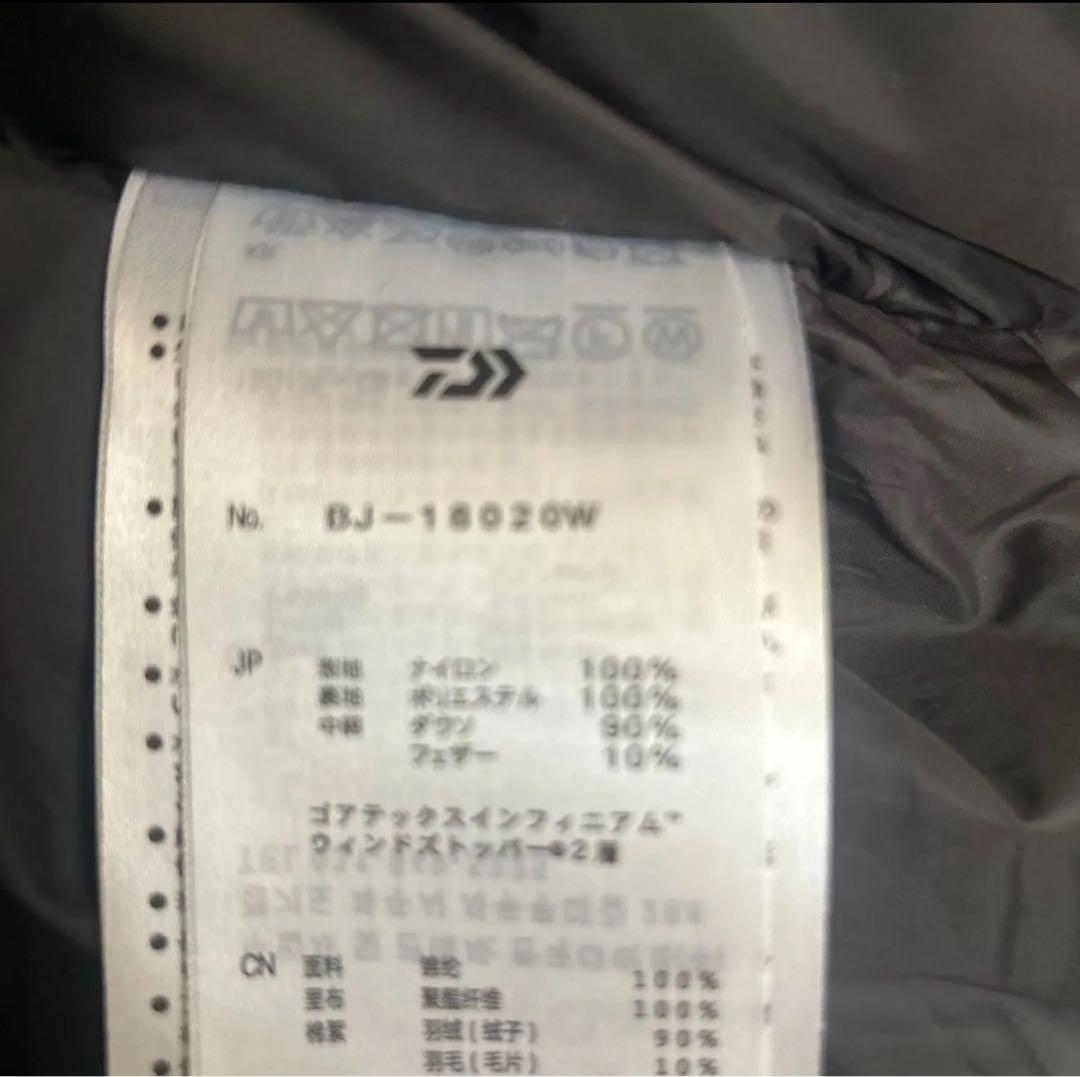 No. BJ-18020W
JP 表地 ナイロン 100%
裏地 ポリエステル 100%
中綿 ダウン 90%
フェザー 10%
ゴアテックスインフィニアム™
ウィンドストッパー®2層
CN 面料 锦纶 100%
里布 聚酯纤维 100%
棉絮 羽绒(绒子) 90%
羽毛(毛片) 10%